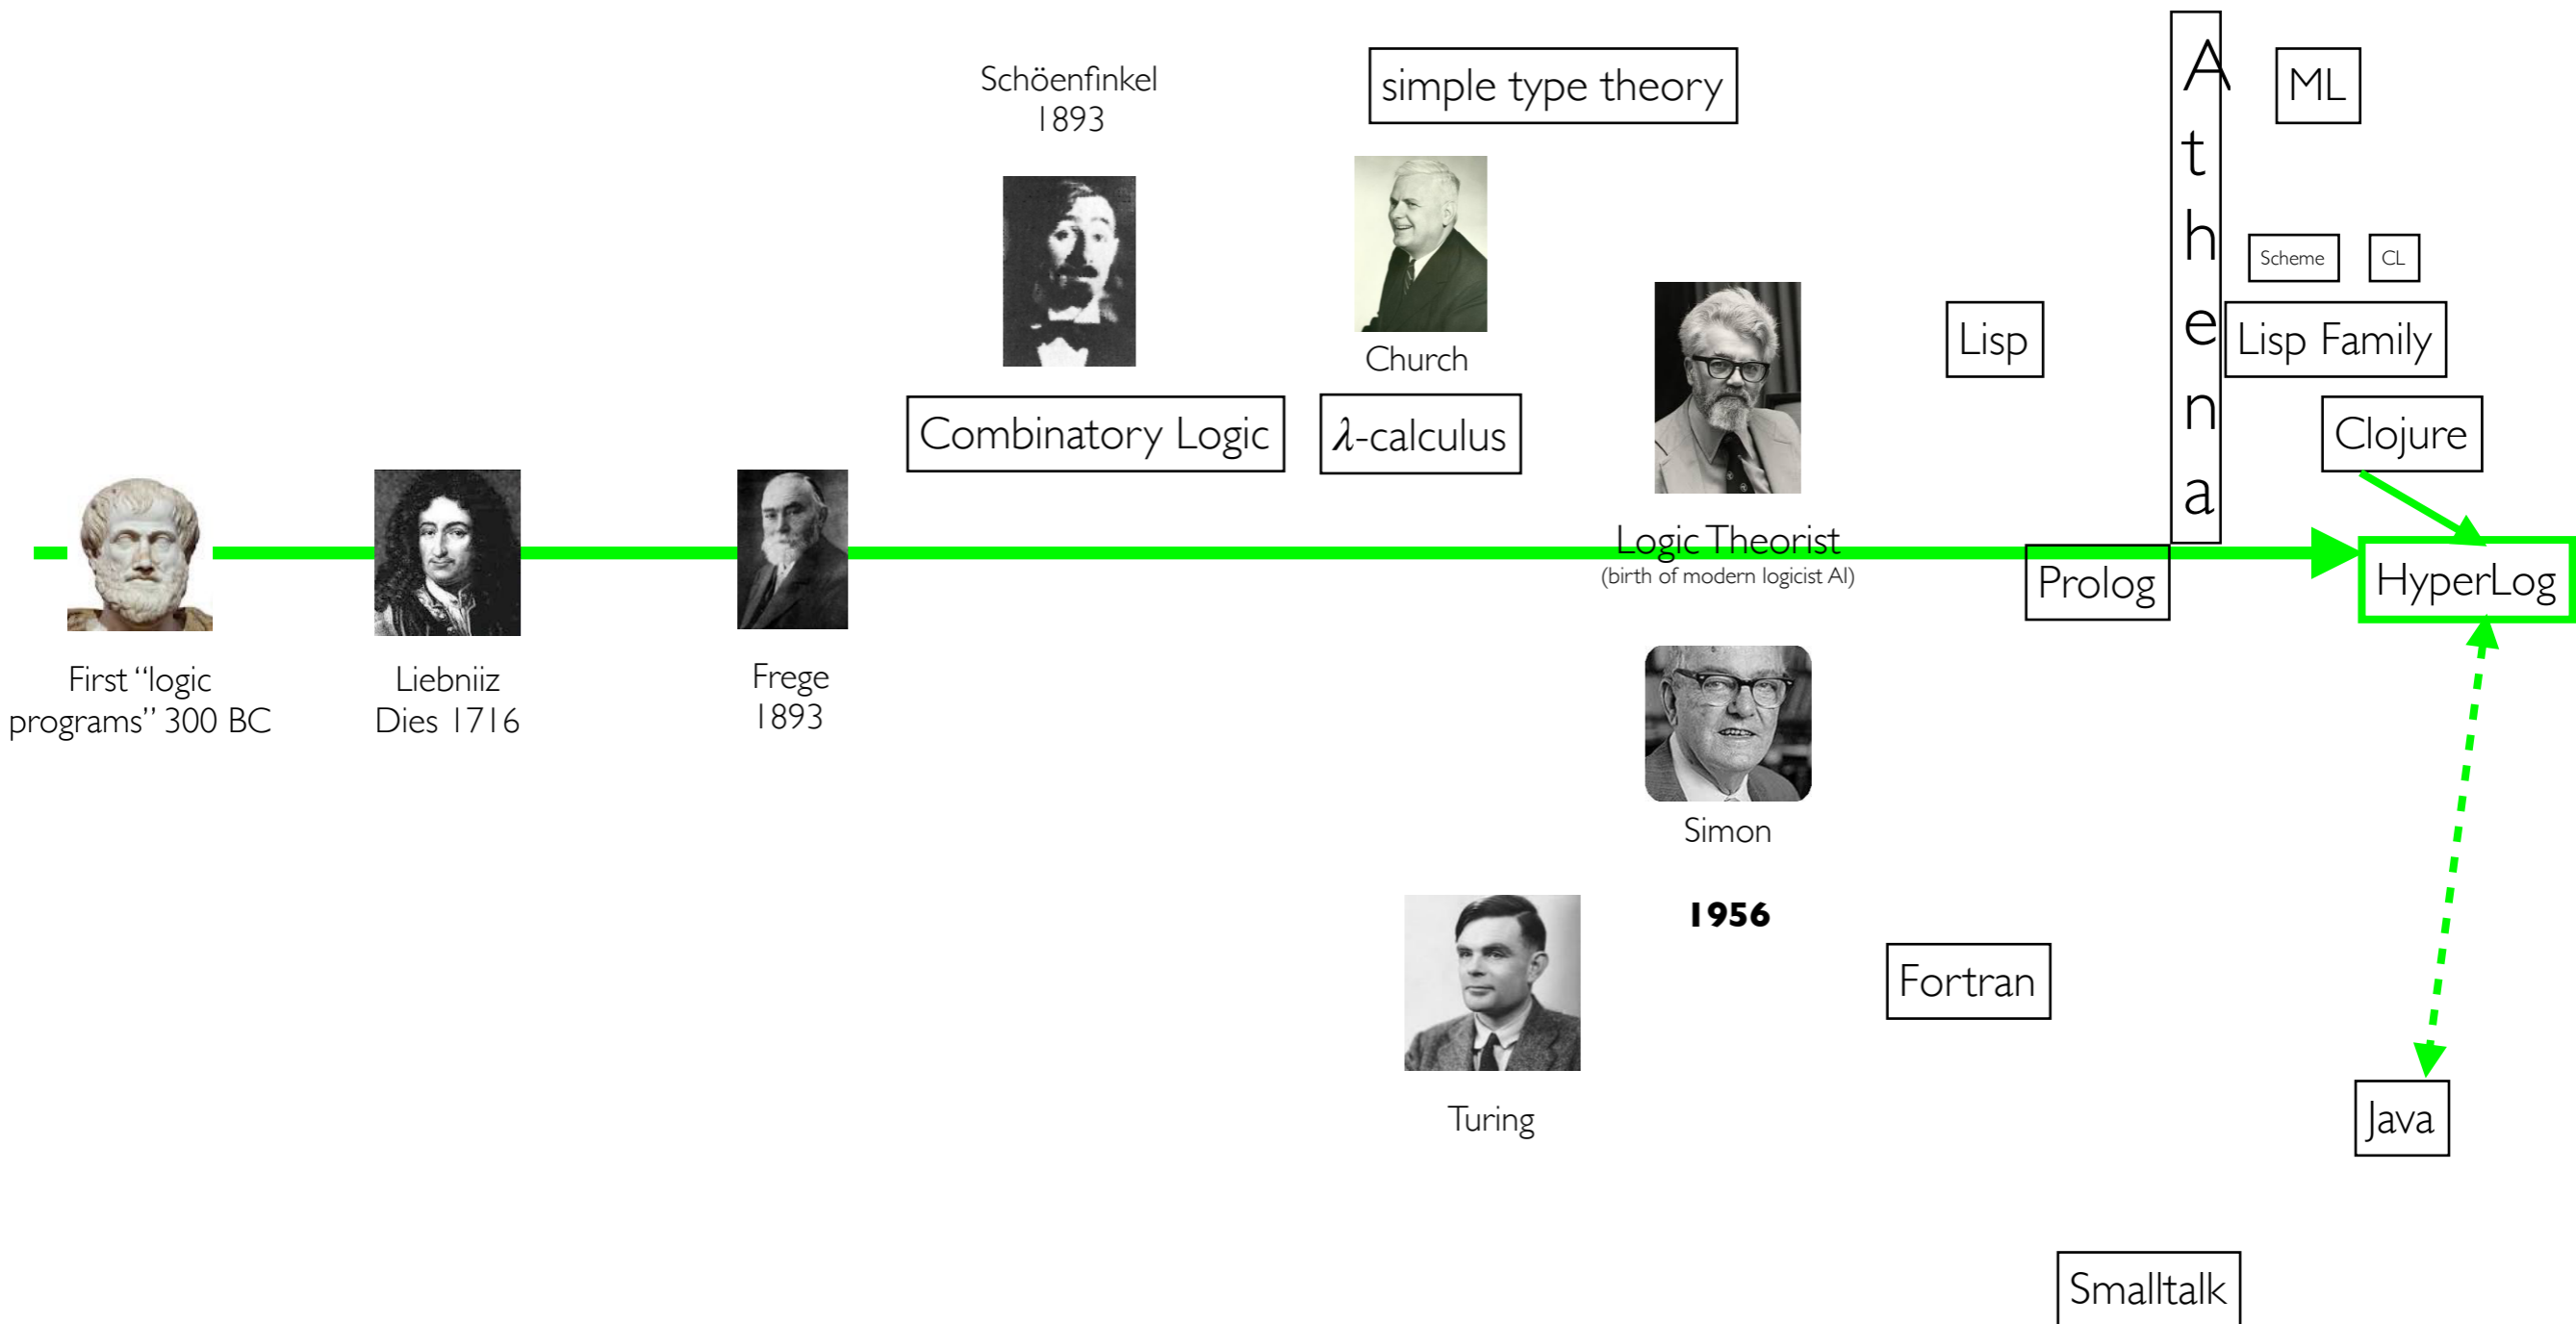 Schöenfinkel
1893
simple type theory
Athena
ML
Scheme
CL
Church
Lisp
Lisp Family
Combinatory Logic
λ-calculus
Clojure
Logic Theorist
(birth of modern logicist AI)
Prolog
HyperLog
First “logic
programs” 300 BC
Liebniiz
Dies 1716
Frege
1893
Simon
1956
Fortran
Turing
Java
Smalltalk